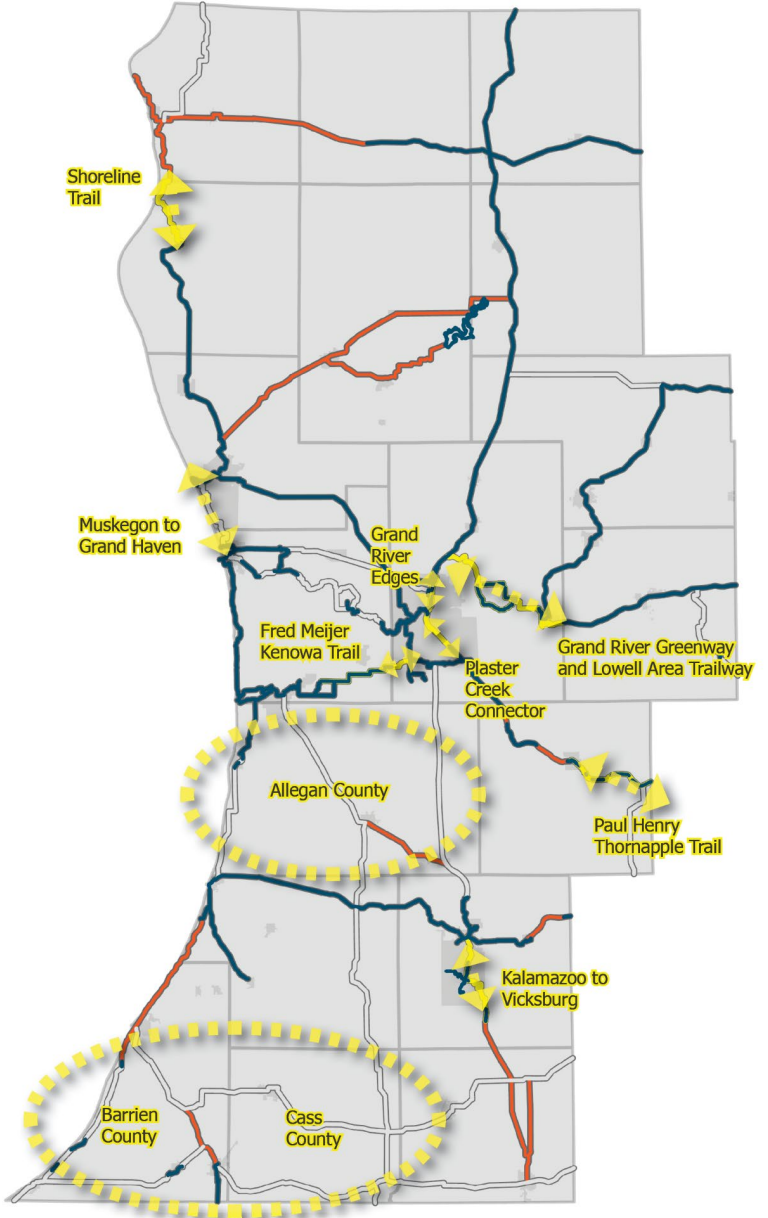 Shoreline
Trail
Muskegon to
Grand Haven
Grand
River
Edges
Fred Meijer
Kenowa Trail
Grand River Greenway
and Lowell Area Trailway
Plaster
Creek
Connector
Allegan County
Paul Henry
Thornapple Trail
Kalamazoo to
Vicksburg
Barrien
County
Cass
County